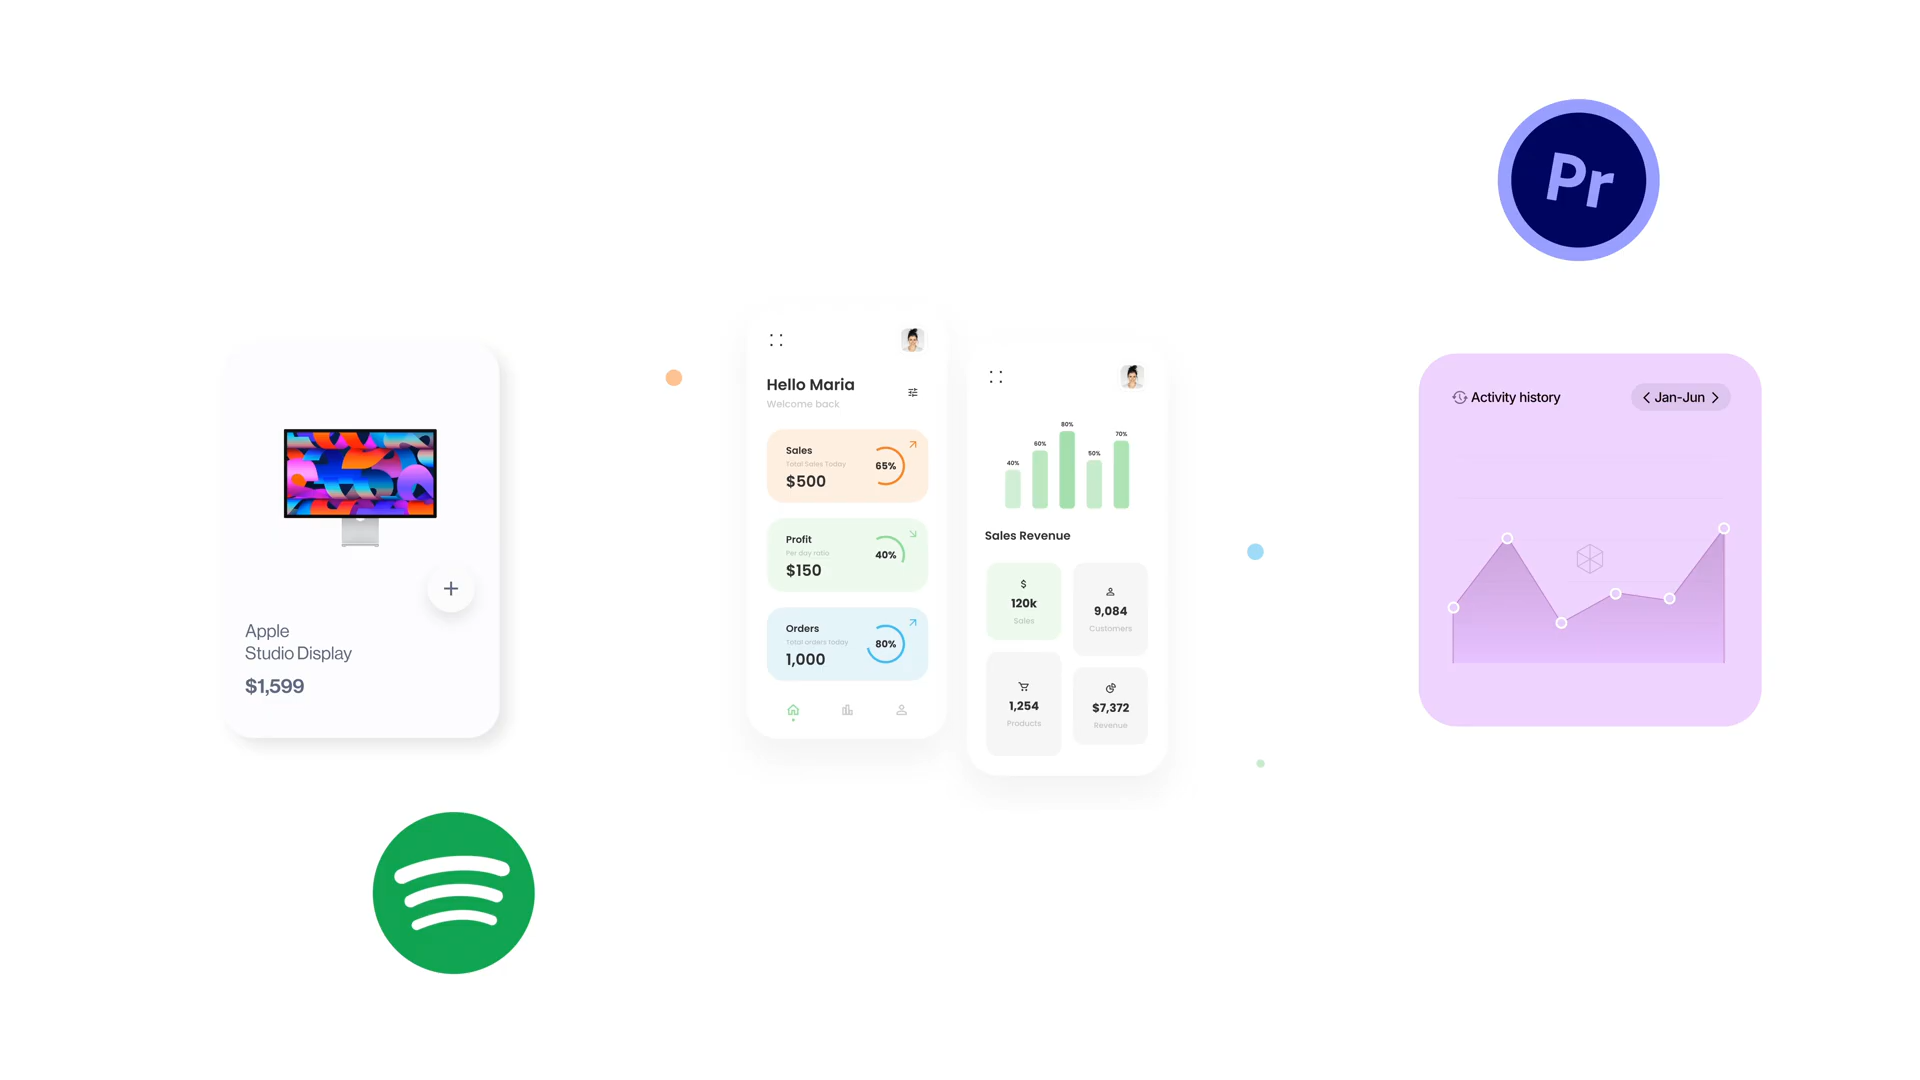 Pr
Apple
Studio Display
$1,599
Hello Maria
Welcome back
Sales
Total Sales Today
$500
65%
Profit
Per day ratio
$150
40%
Orders
Total orders today
1,000
80%
40%
60%
80%
50%
70%
Sales Revenue
$
120k
Sales
9,084
Customers
1,254
Products
$7,372
Revenue
Activity history
Jan-Jun